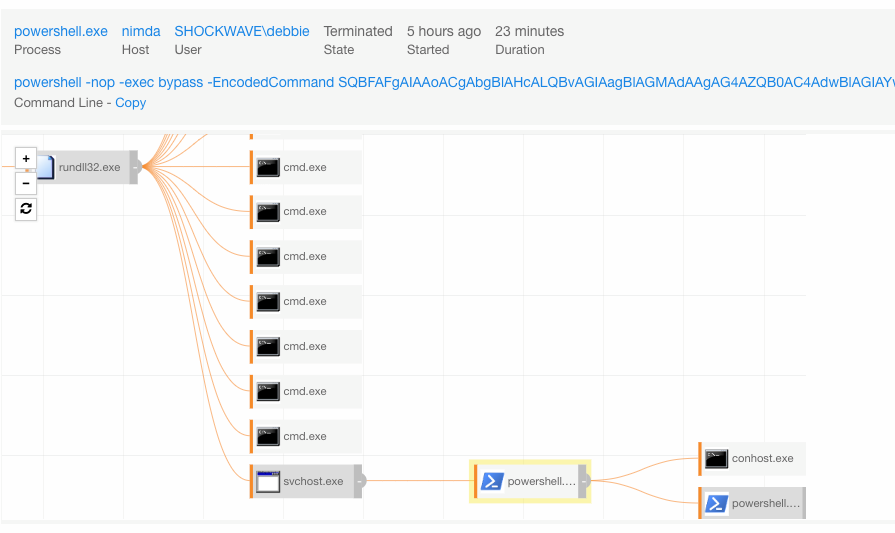 powershell.exe nimda SHOCKWAVE\debbie Terminated 5 hours ago 23 minutes
Process Host User State Started Duration
powershell -nop -exec bypass -EncodedCommand
Command Line - Copy
+
−
rundll32.exe
cmd.exe
cmd.exe
cmd.exe
cmd.exe
cmd.exe
cmd.exe
cmd.exe
svchost.exe
powershell....
conhost.exe
powershell....